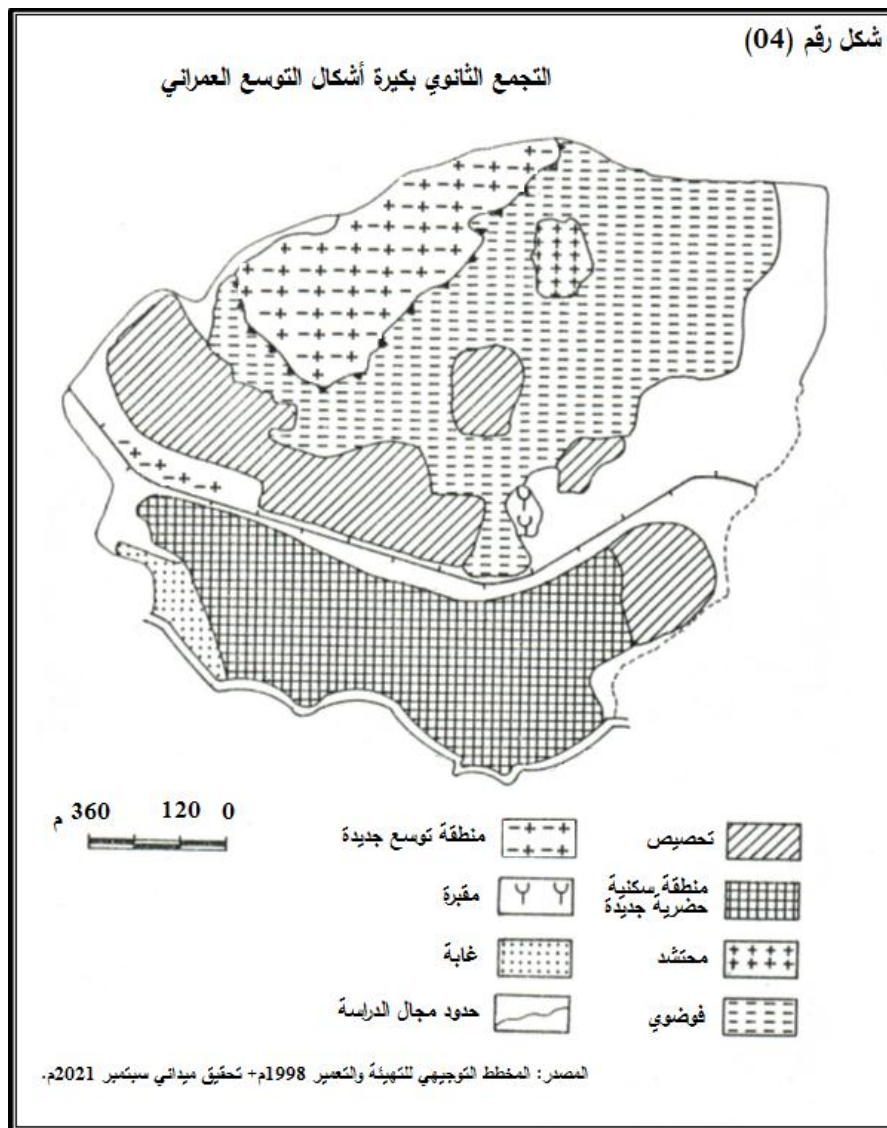 شكل رقم (04)
التجمع الثانوي بكيرة أشكال التوسع العمراني
360 120 0 م
تحصيص
منطقة سكنية
حضرية جديدة
محتشد
فوضوي
منطقة توسع جديدة
مقبرة
غابة
حدود مجال الدراسة
المصدر: المخطط التوجيهي للتهيئة والتعمير 1998م+ تحقيق ميداني سبتمبر 2021م.